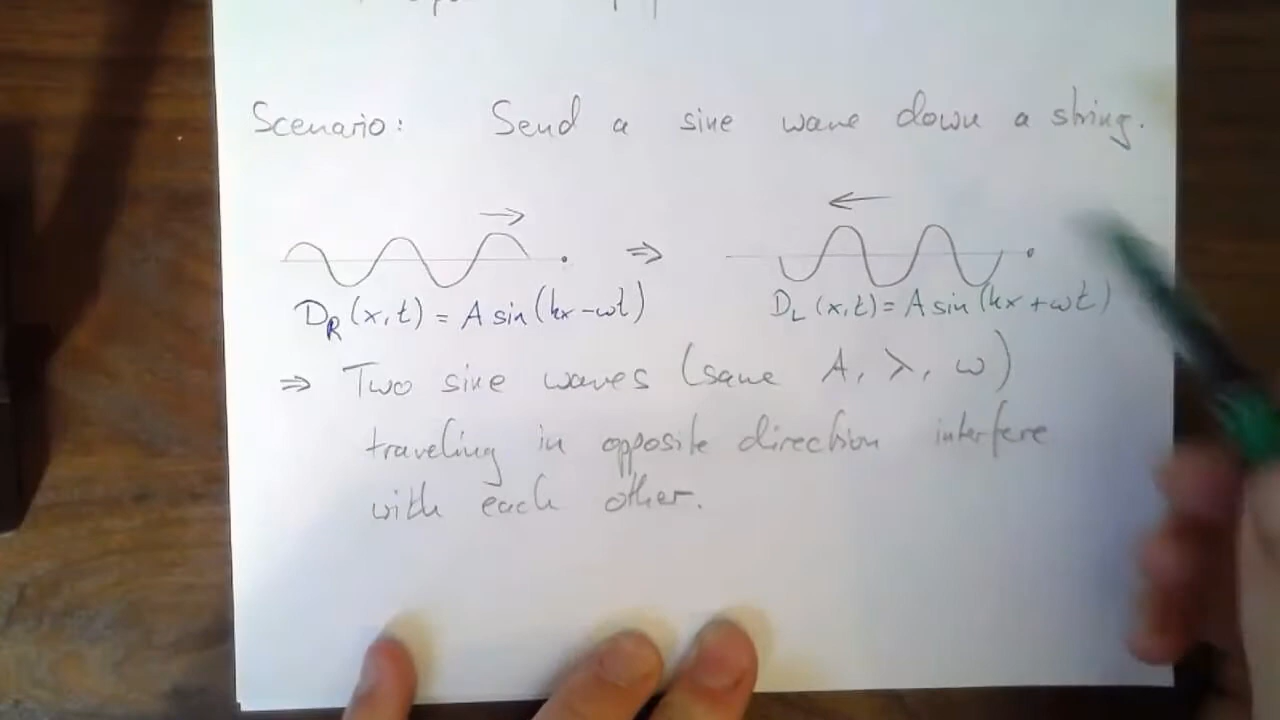 Scenario: Send a sine wave down a string.
→ ⇒ ←
D_R (x,t) = A sin(kx-ωt) D_L (x,t) = A sin(kx+ωt)
⇒ Two sine waves (same A, λ, ω)
traveling in opposite direction interfere
with each other.